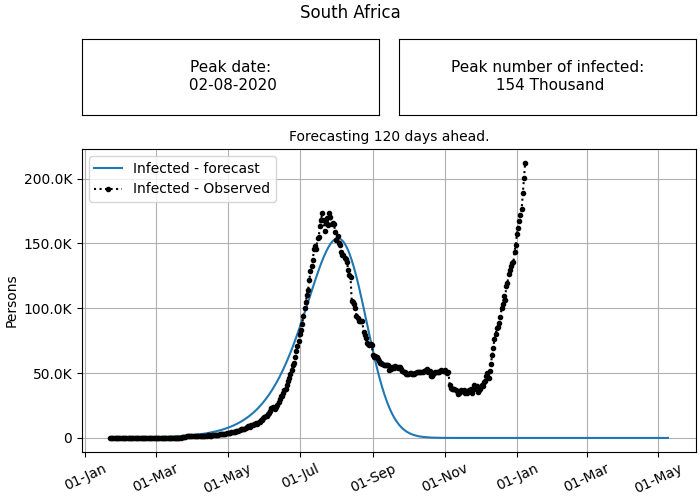 South Africa
Peak date:
02-08-2020
Peak number of infected:
154 Thousand
Forecasting 120 days ahead.
Infected - forecast
Infected - Observed
Persons
200.0K
150.0K
100.0K
50.0K
0
01-Jan
01-Mar
01-May
01-Jul
01-Sep
01-Nov
01-Jan
01-Mar
01-May